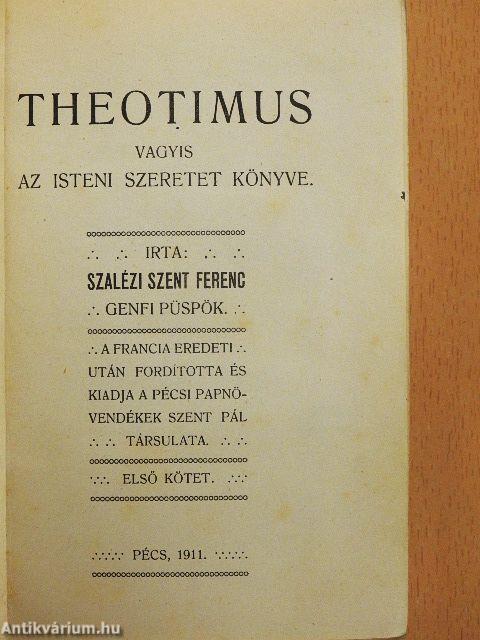 THEOTIMUS
VAGYIS
AZ ISTENI SZERETET KÖNYVE.
IRTA:
SZALÉZI SZENT FERENC
GENFI PÜSPÖK.
A FRANCIA EREDETI
UTÁN FORDÍTOTTA ÉS
KIADJA A PÉCSI PAPNÖ-
VENDÉKEK SZENT PÁL
TÁRSULATA.
ELSŐ KÖTET.
PÉCS, 1911.
Antikvárium.hu